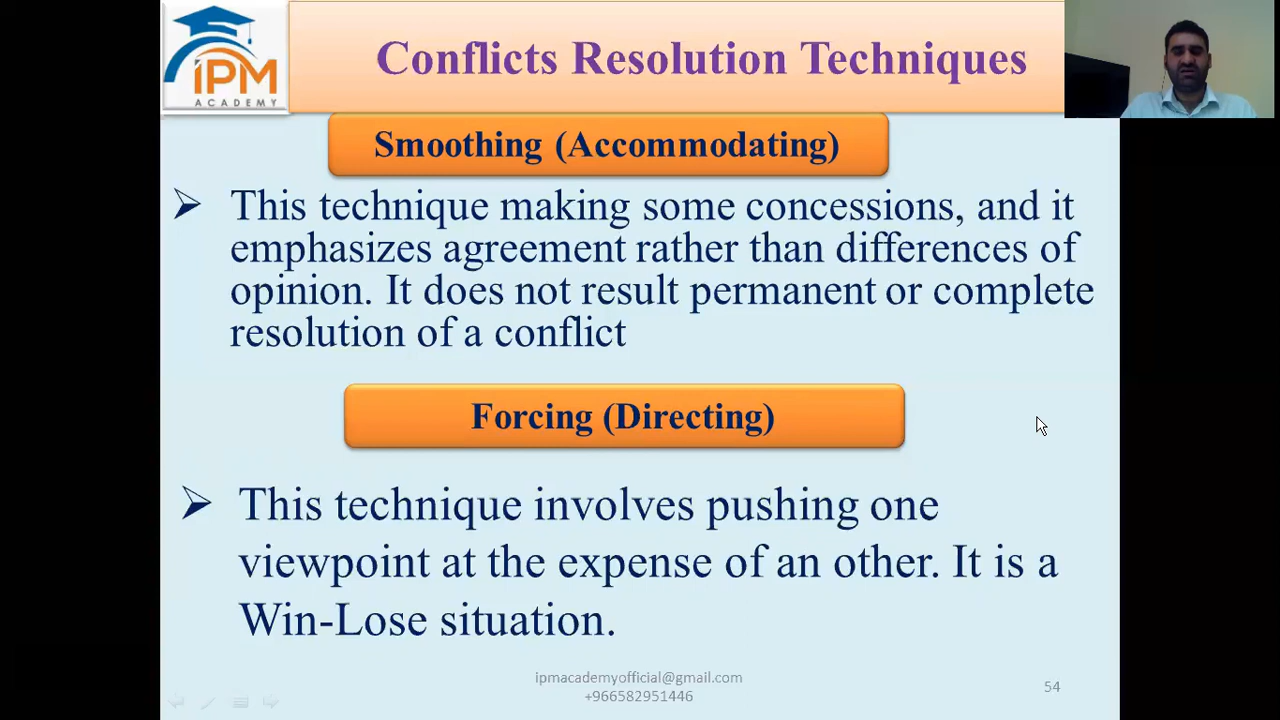 IPM
ACADEMY
Conflicts Resolution Techniques
Smoothing (Accommodating)
This technique making some concessions, and it
emphasizes agreement rather than differences of
opinion. It does not result permanent or complete
resolution of a conflict
Forcing (Directing)
This technique involves pushing one
viewpoint at the expense of an other. It is a
Win-Lose situation.
ipmacademyofficial@gmail.com
+966582951446
54